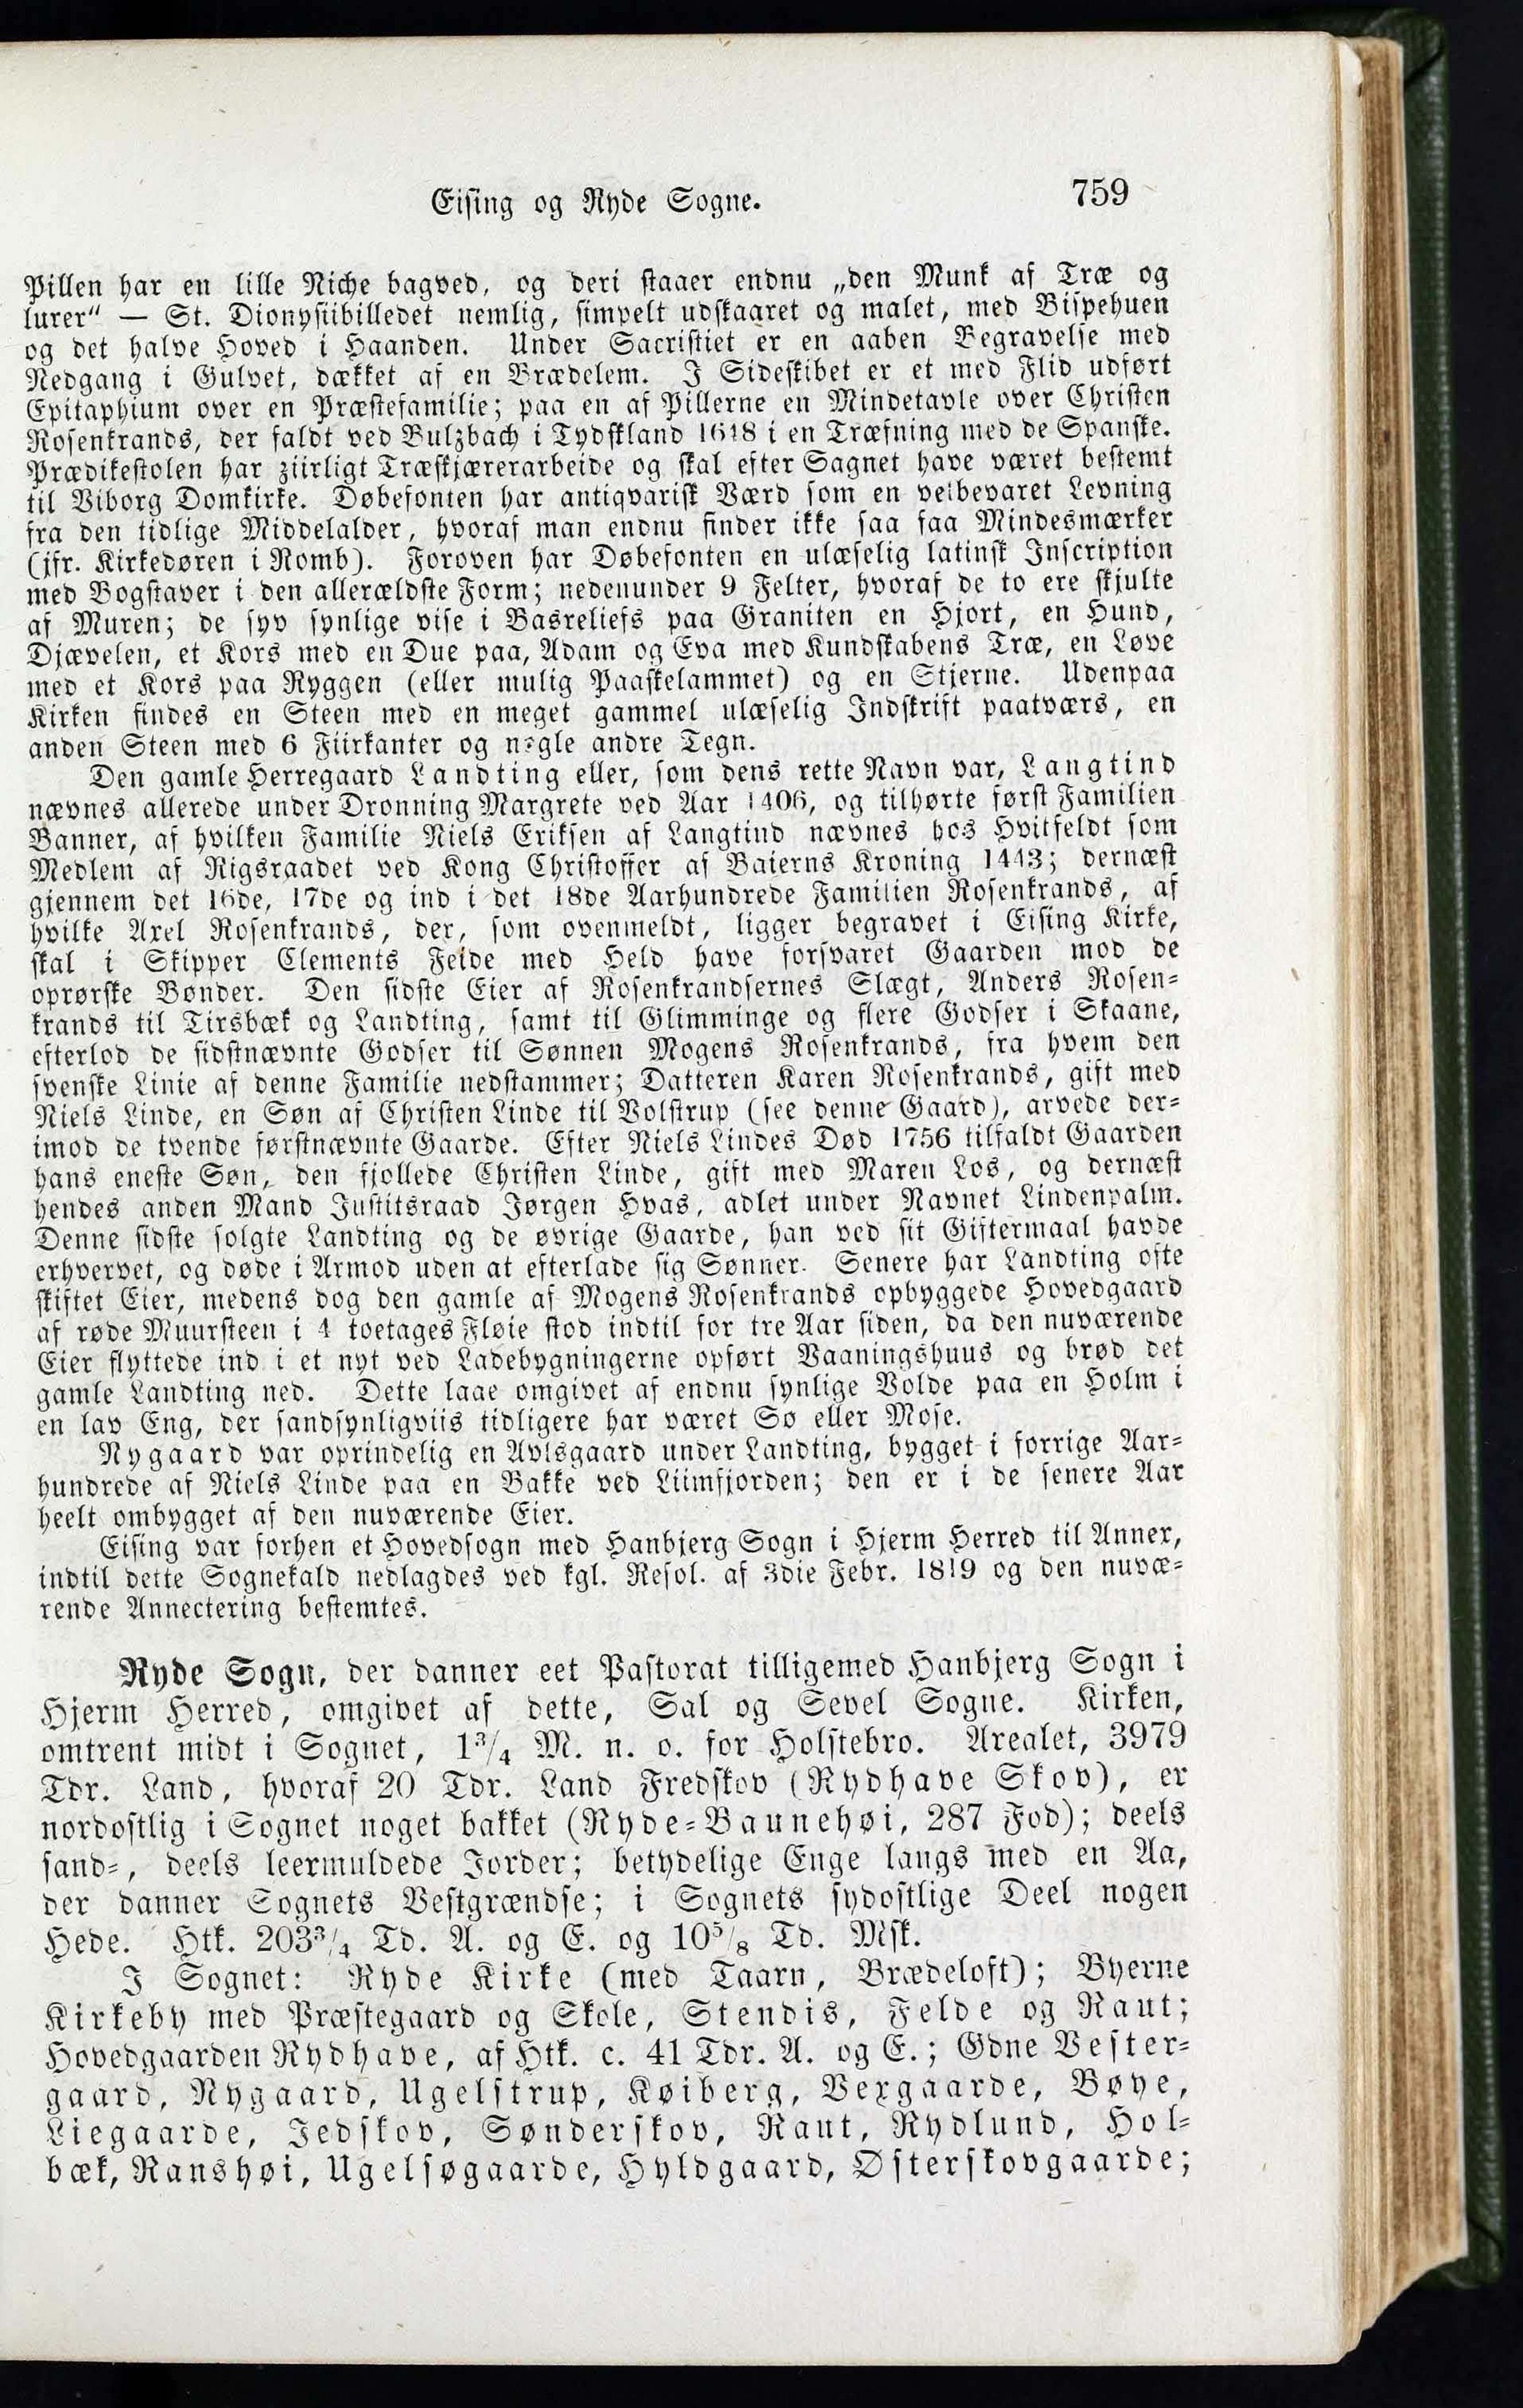 Eising og Ryde Sogne.
759
Pillen har en lille Niche bagved, og deri staaer endnu „den Munk af Træ og
lurer“ — St. Dionysiibilledet nemlig, simpelt udskaaret og malet, med Bispehuen
og det halve Hoved i Haanden. Under Sacristiet er en aaben Begravelse med
Nedgang i Gulvet, dækket af en Brædelem. I Sideskibet er et med Flid udført
Epitaphium over en Præstefamilie; paa en af Pillerne en Mindetavle over Christen
Rosenkrands, der faldt ved Bulzbach i Tydskland 1648 i en Træfning med de Spanske.
Prædikestolen har ziirligt Træskjærerarbeide og skal efter Sagnet have været bestemt
til Viborg Domkirke. Døbefonten har antiqvarisk Værd som en velbevaret Levning
fra den tidlige Middelalder, hvoraf man endnu finder ikke saa faa Mindesmærker
(jfr. Kirkedøren i Romb). Foroven har Døbefonten en ulæselig latinsk Inscription
med Bogstaver i den allerældste Form; nedenunder 9 Felter, hvoraf de to ere skjulte
af Muren; de syv synlige vise i Basreliefs paa Graniten en Hjort, en Hund,
Djævelen, et Kors med en Due paa, Adam og Eva med Kundskabens Træ, en Løve
med et Kors paa Ryggen (eller mulig Paaskelammet) og en Stjerne. Udenpaa
Kirken findes en Steen med en meget gammel ulæselig Indskrift paatværs, en
anden Steen med 6 Fiirkanter og nogle andre Tegn.
Den gamle Herregaard Landting eller, som dens rette Navn var, Langtind
nævnes allerede under Dronning Margrete ved Aar 1406, og tilhørte først Familien
Banner, af hvilken Familie Niels Eriksen af Langtind nævnes hos Hvitfeldt som
Medlem af Rigsraadet ved Kong Christoffer af Baierns Kroning 1443; dernæst
gjennem det 16de, 17de og ind i det 18de Aarhundrede Familien Rosenkrands, af
hvilke Axel Rosenkrands, der, som ovenmeldt, ligger begravet i Eising Kirke,
skal i Skipper Clements Feide med Held have forsvaret Gaarden mod de
oprørske Bønder. Den sidste Eier af Rosenkrandsernes Slægt, Anders Rosen-
krands til Tirsbæk og Landting, samt til Glimminge og flere Godser i Skaane,
efterlod de sidstnævnte Godser til Sønnen Mogens Rosenkrands, fra hvem den
svenske Linie af denne Familie nedstammer; Datteren Karen Rosenkrands, gift med
Niels Linde, en Søn af Christen Linde til Volstrup (see denne Gaard), arvede der-
imod de tvende førstnævnte Gaarde. Efter Niels Lindes Død 1756 tilfaldt Gaarden
hans eneste Søn, den fjollede Christen Linde, gift med Maren Los, og dernæst
hendes anden Mand Justitsraad Jørgen Hvas, adlet under Navnet Lindenpalm.
Denne sidste solgte Landting og de øvrige Gaarde, han ved sit Giftermaal havde
erhvervet, og døde i Armod uden at efterlade sig Sønner. Senere har Landting ofte
skiftet Eier, medens dog den gamle af Mogens Rosenkrands opbyggede Hovedgaard
af røde Muursteen i 4 toetages Fløie stod indtil for tre Aar siden, da den nuværende
Eier flyttede ind i et nyt ved Ladebygningerne opført Vaaningshuus og brød det
gamle Landting ned. Dette laae omgivet af endnu synlige Volde paa en Holm i
en lav Eng, der sandsynligviis tidligere har været Sø eller Mose.
Nygaard var oprindelig en Avlsgaard under Landting, bygget i forrige Aar-
hundrede af Niels Linde paa en Bakke ved Liimfjorden; den er i de senere Aar
heelt ombygget af den nuværende Eier.
Eising var forhen et Hovedsogn med Hanbjerg Sogn i Hjerm Herred til Anner,
indtil dette Sognekald nedlagdes ved kgl. Resol. af 3die Febr. 1819 og den nuvæ-
rende Annectering bestemtes.
Ryde Sogn, der danner eet Pastorat tilligemed Hanbjerg Sogn i
Hjerm Herred, omgivet af dette, Sal og Sevel Sogne. Kirken,
omtrent midt i Sognet, 1¾ M. n. o. for Holstebro. Arealet, 3979
Tdr. Land, hvoraf 20 Tdr. Land Fredskov (Rydhave Skov), er
nordostlig i Sognet noget bakket (Ryde-Baunehøi, 287 Fod); deels
sand-, deels leermuldede Jorder; betydelige Enge langs med en Aa,
der danner Sognets Vestgrændse; i Sognets sydostlige Deel nogen
Hede. Htk. 203¾ Td. A. og E. og 10⅝ Td. Msk.
I Sognet: Ryde Kirke (med Taarn, Brædeloft); Byerne
Kirkeby med Præstegaard og Skole, Stendis, Felde og Raut;
Hovedgaarden Rydhave, af Htk. c. 41 Tdr. A. og E.; Gdne Vester-
gaard, Nygaard, Ugelstrup, Køiberg, Vexgaarde, Bøye,
Liegaarde, Jedskov, Sønderskov, Raut, Rydlund, Hol-
bæk, Ranshøi, Ugelsøgaarde, Hyldgaard, Østerskovgaarde;